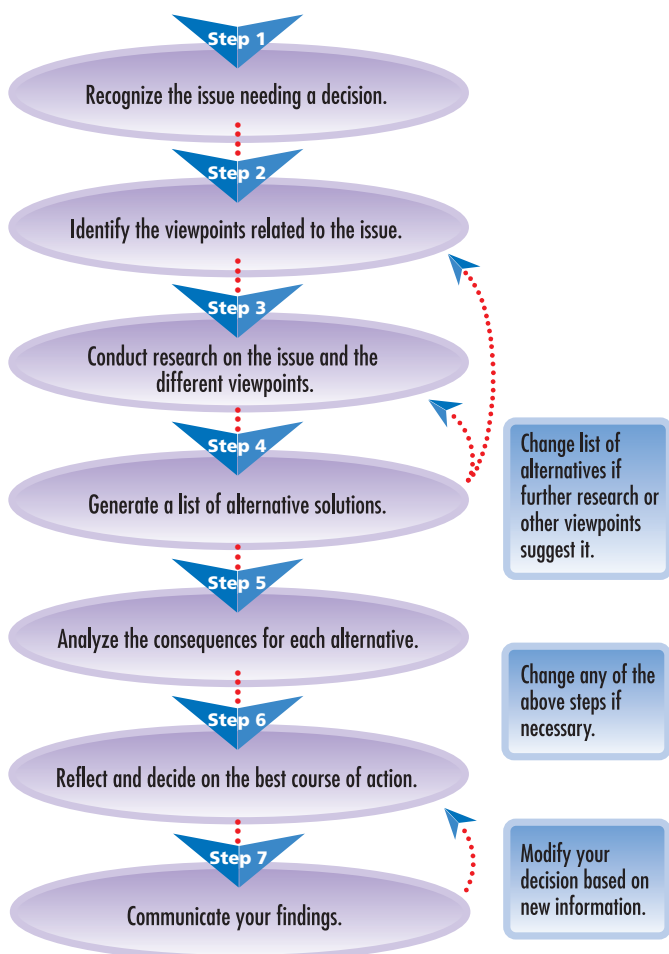 Step 1
Recognize the issue needing a decision.
Step 2
Identify the viewpoints related to the issue.
Step 3
Conduct research on the issue and the
different viewpoints.
Step 4
Generate a list of alternative solutions.
Change list of
alternatives if
further research or
other viewpoints
suggest it.
Step 5
Analyze the consequences for each alternative.
Change any of the
above steps if
necessary.
Step 6
Reflect and decide on the best course of action.
Step 7
Communicate your findings.
Modify your
decision based on
new information.